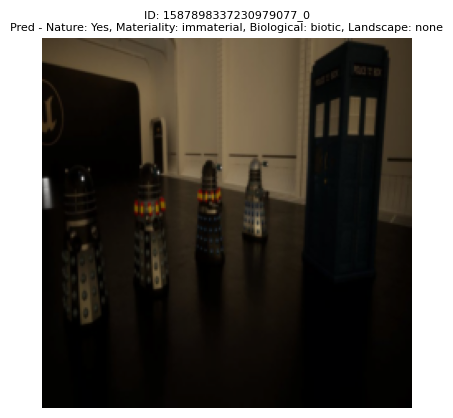 ID: 1587898337230979077_0
Pred - Nature: Yes, Materiality: immaterial, Biological: biotic, Landscape: none